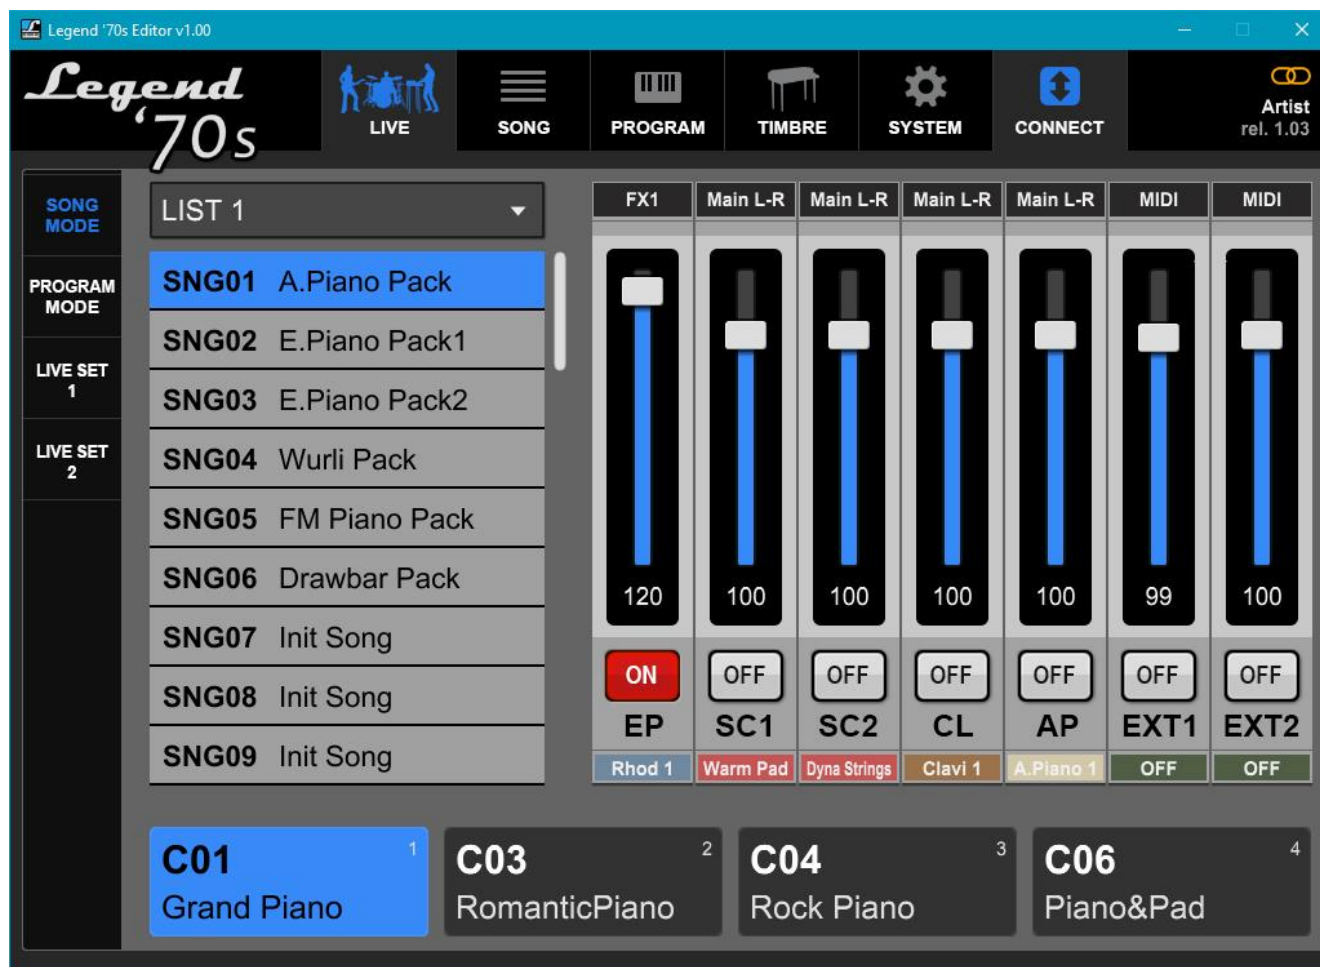 Legend '70s Editor v1.00
Legend
'70s
LIVE
SONG
PROGRAM
TIMBRE
SYSTEM
CONNECT
Artist
rel. 1.03
SONG
MODE
PROGRAM
MODE
LIVE SET
1
LIVE SET
2
LIST 1
SNG01 A.Piano Pack
SNG02 E.Piano Pack1
SNG03 E.Piano Pack2
SNG04 Wurli Pack
SNG05 FM Piano Pack
SNG06 Drawbar Pack
SNG07 Init Song
SNG08 Init Song
SNG09 Init Song
FX1 Main L-R Main L-R Main L-R Main L-R MIDI MIDI
120 100 100 100 100 99 100
ON OFF OFF OFF OFF OFF OFF
EP SC1 SC2 CL AP EXT1 EXT2
Rhod 1 Warm Pad Dyna Strings Clavi 1 A.Piano 1 OFF OFF
C01 1
Grand Piano
C03 2
RomanticPiano
C04 3
Rock Piano
C06 4
Piano&Pad